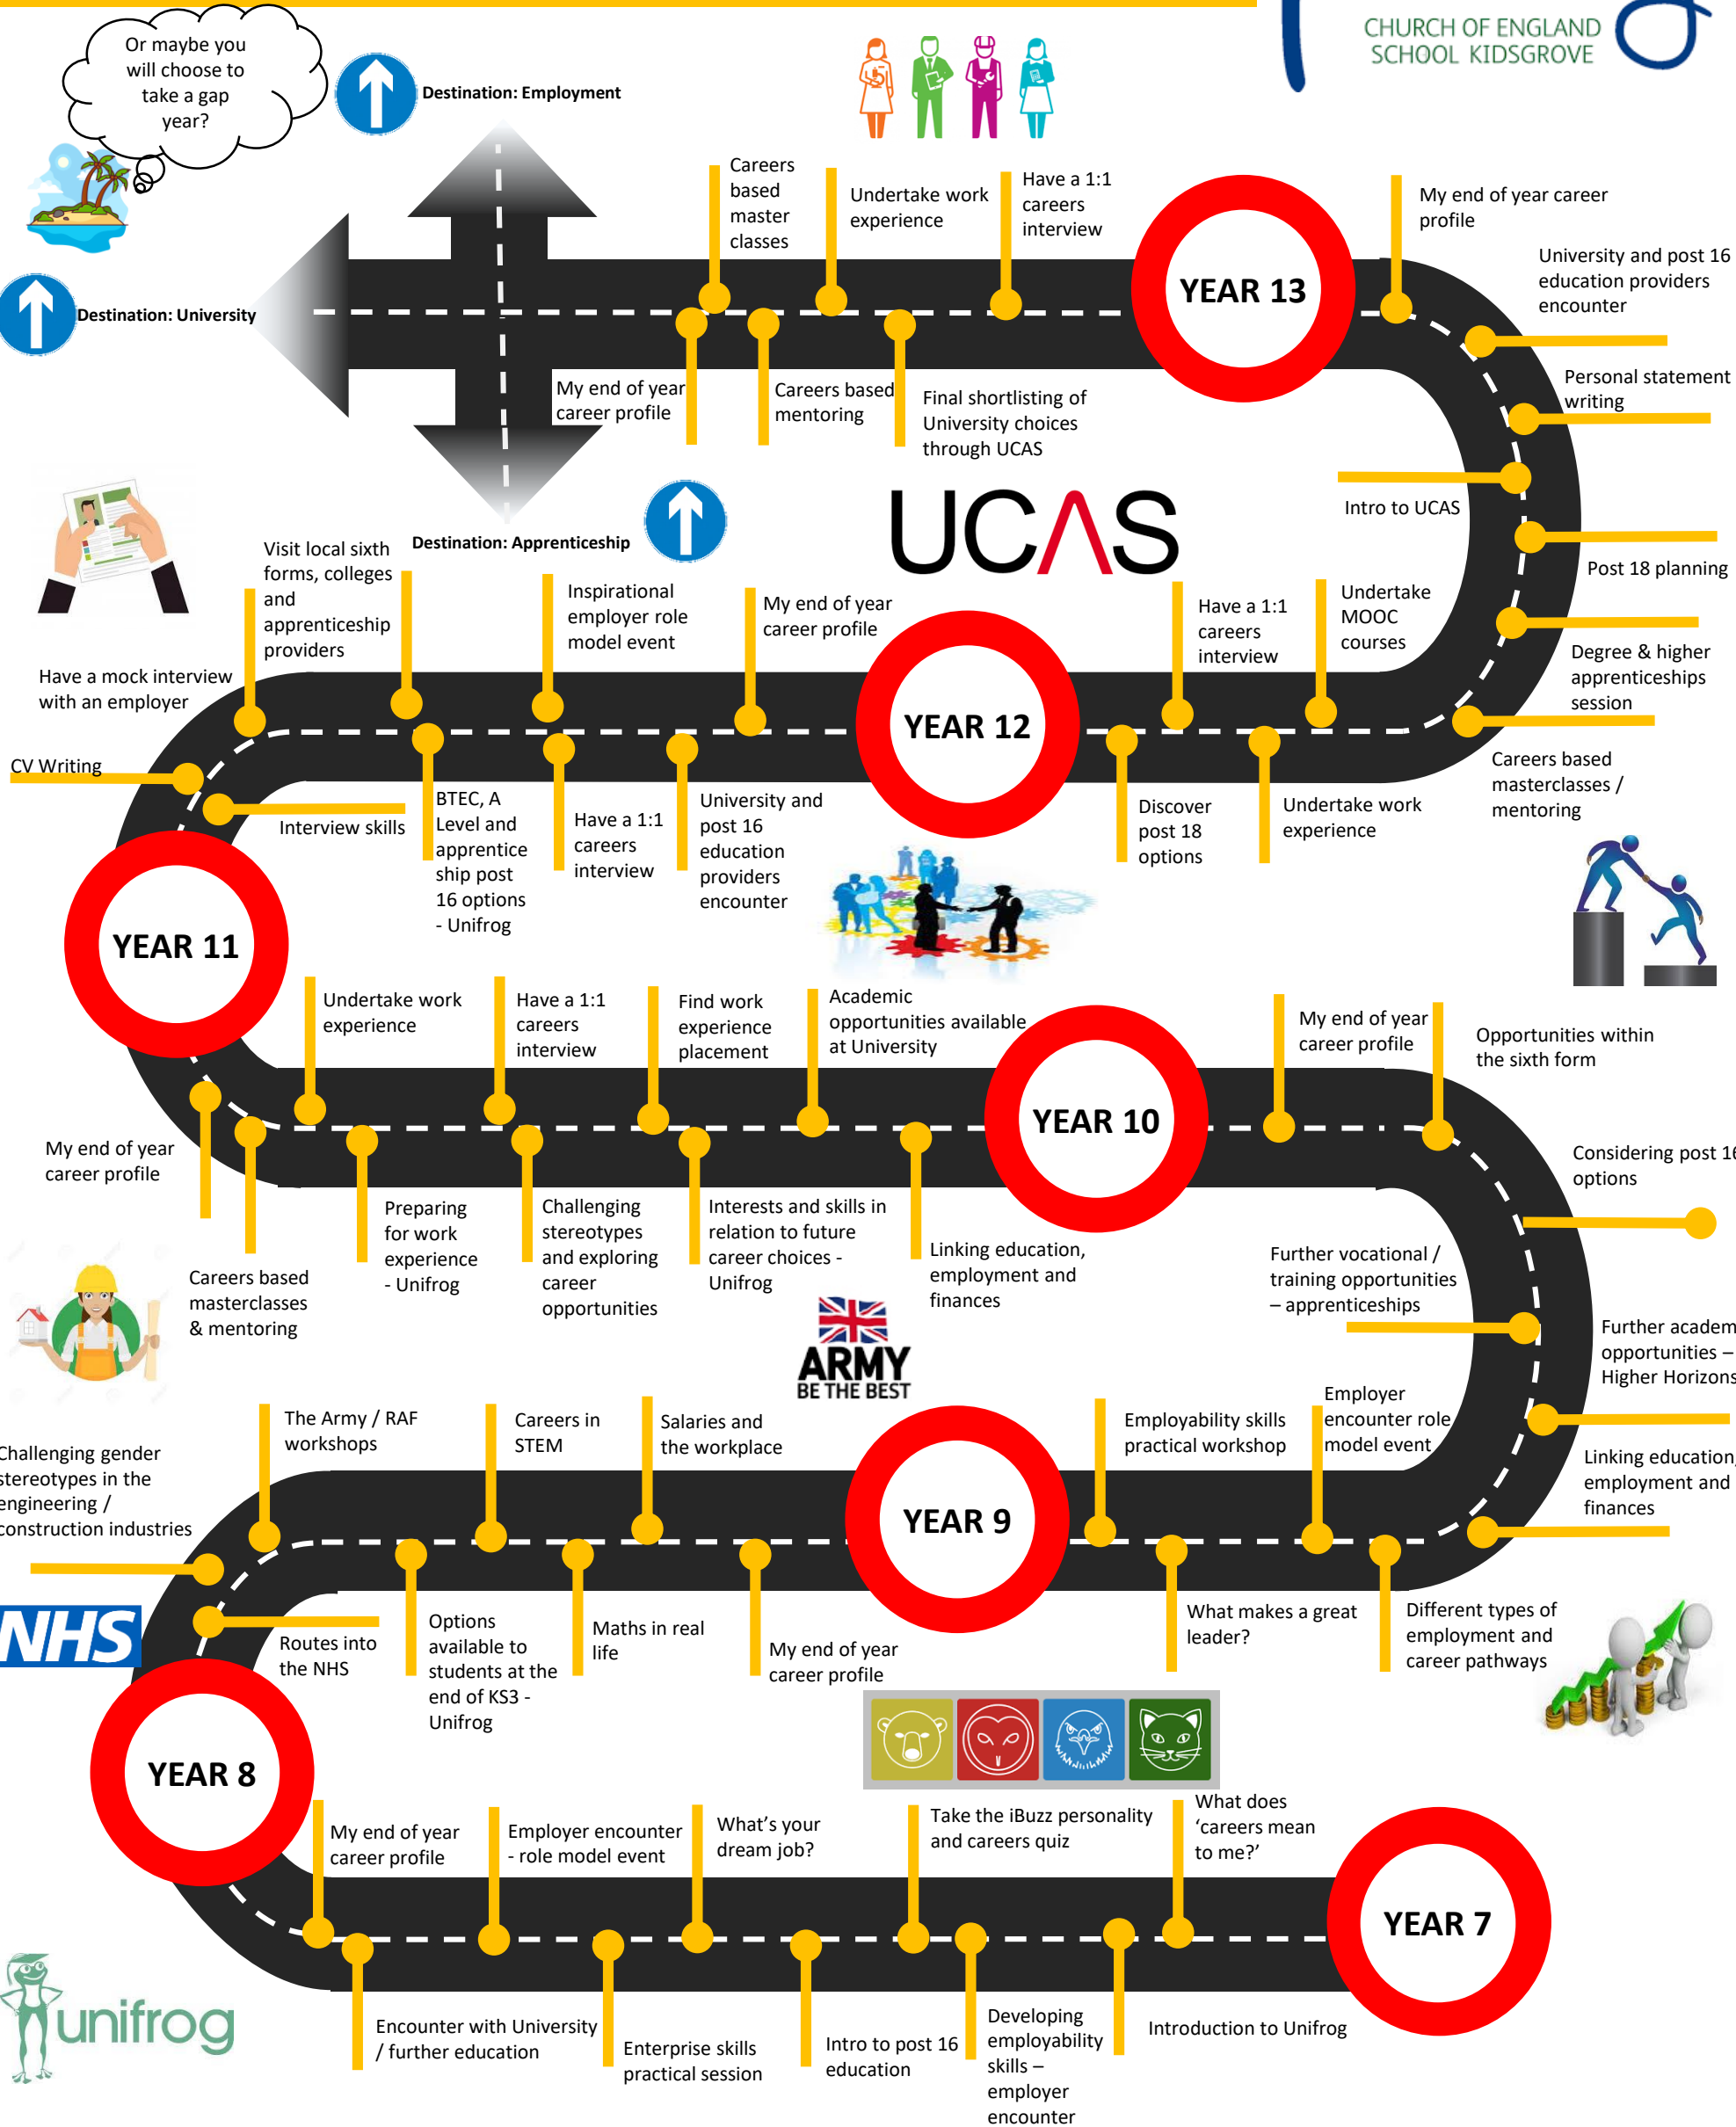 CHURCH OF ENGLAND
SCHOOL KIDSGROVE
Or maybe you
will choose to
take a gap
year?
Destination: Employment
Destination: University
Careers
based
master
classes
Undertake work
experience
Have a 1:1
careers
interview
YEAR 13
My end of year career
profile
University and post 16
education providers
encounter
My end of year
career profile
Careers based
mentoring
Final shortlisting of
University choices
through UCAS
Personal statement
writing
Intro to UCAS
Post 18 planning
Degree & higher
apprenticeships
session
Careers based
masterclasses /
mentoring
UCAS
Destination: Apprenticeship
Visit local sixth
forms, colleges
and
apprenticeship
providers
Inspirational
employer role
model event
My end of year
career profile
YEAR 12
Have a 1:1
careers
interview
Undertake
MOOC
courses
Have a mock interview
with an employer
CV Writing
Interview skills
BTEC, A
Level and
apprentice
ship post
16 options
- Unifrog
Have a 1:1
careers
interview
University and
post 16
education
providers
encounter
Discover
post 18
options
Undertake work
experience
YEAR 11
Undertake work
experience
Have a 1:1
careers
interview
Find work
experience
placement
Academic
opportunities available
at University
YEAR 10
My end of year
career profile
Opportunities within
the sixth form
My end of year
career profile
Careers based
masterclasses
& mentoring
Preparing
for work
experience
- Unifrog
Challenging
stereotypes
and exploring
career
opportunities
Interests and skills in
relation to future
career choices -
Unifrog
Linking education,
employment and
finances
Considering post 16
options
Further vocational /
training opportunities
– apprenticeships
Further academ
opportunities –
Higher Horizons
ARMY
BE THE BEST
Challenging gender
stereotypes in the
engineering /
construction industries
The Army / RAF
workshops
Careers in
STEM
Salaries and
the workplace
YEAR 9
Employability skills
practical workshop
Employer
encounter role
model event
Linking education,
employment and
finances
NHS
Routes into
the NHS
Options
available to
students at the
end of KS3 -
Unifrog
Maths in real
life
My end of year
career profile
What makes a great
leader?
Different types of
employment and
career pathways
YEAR 8
My end of year
career profile
Employer encounter
- role model event
What's your
dream job?
Take the iBuzz personality
and careers quiz
What does
‘careers mean
to me?’
YEAR 7
unifrog
Encounter with University
/ further education
Enterprise skills
practical session
Intro to post 16
education
Developing
employability
skills –
employer
encounter
Introduction to Unifrog